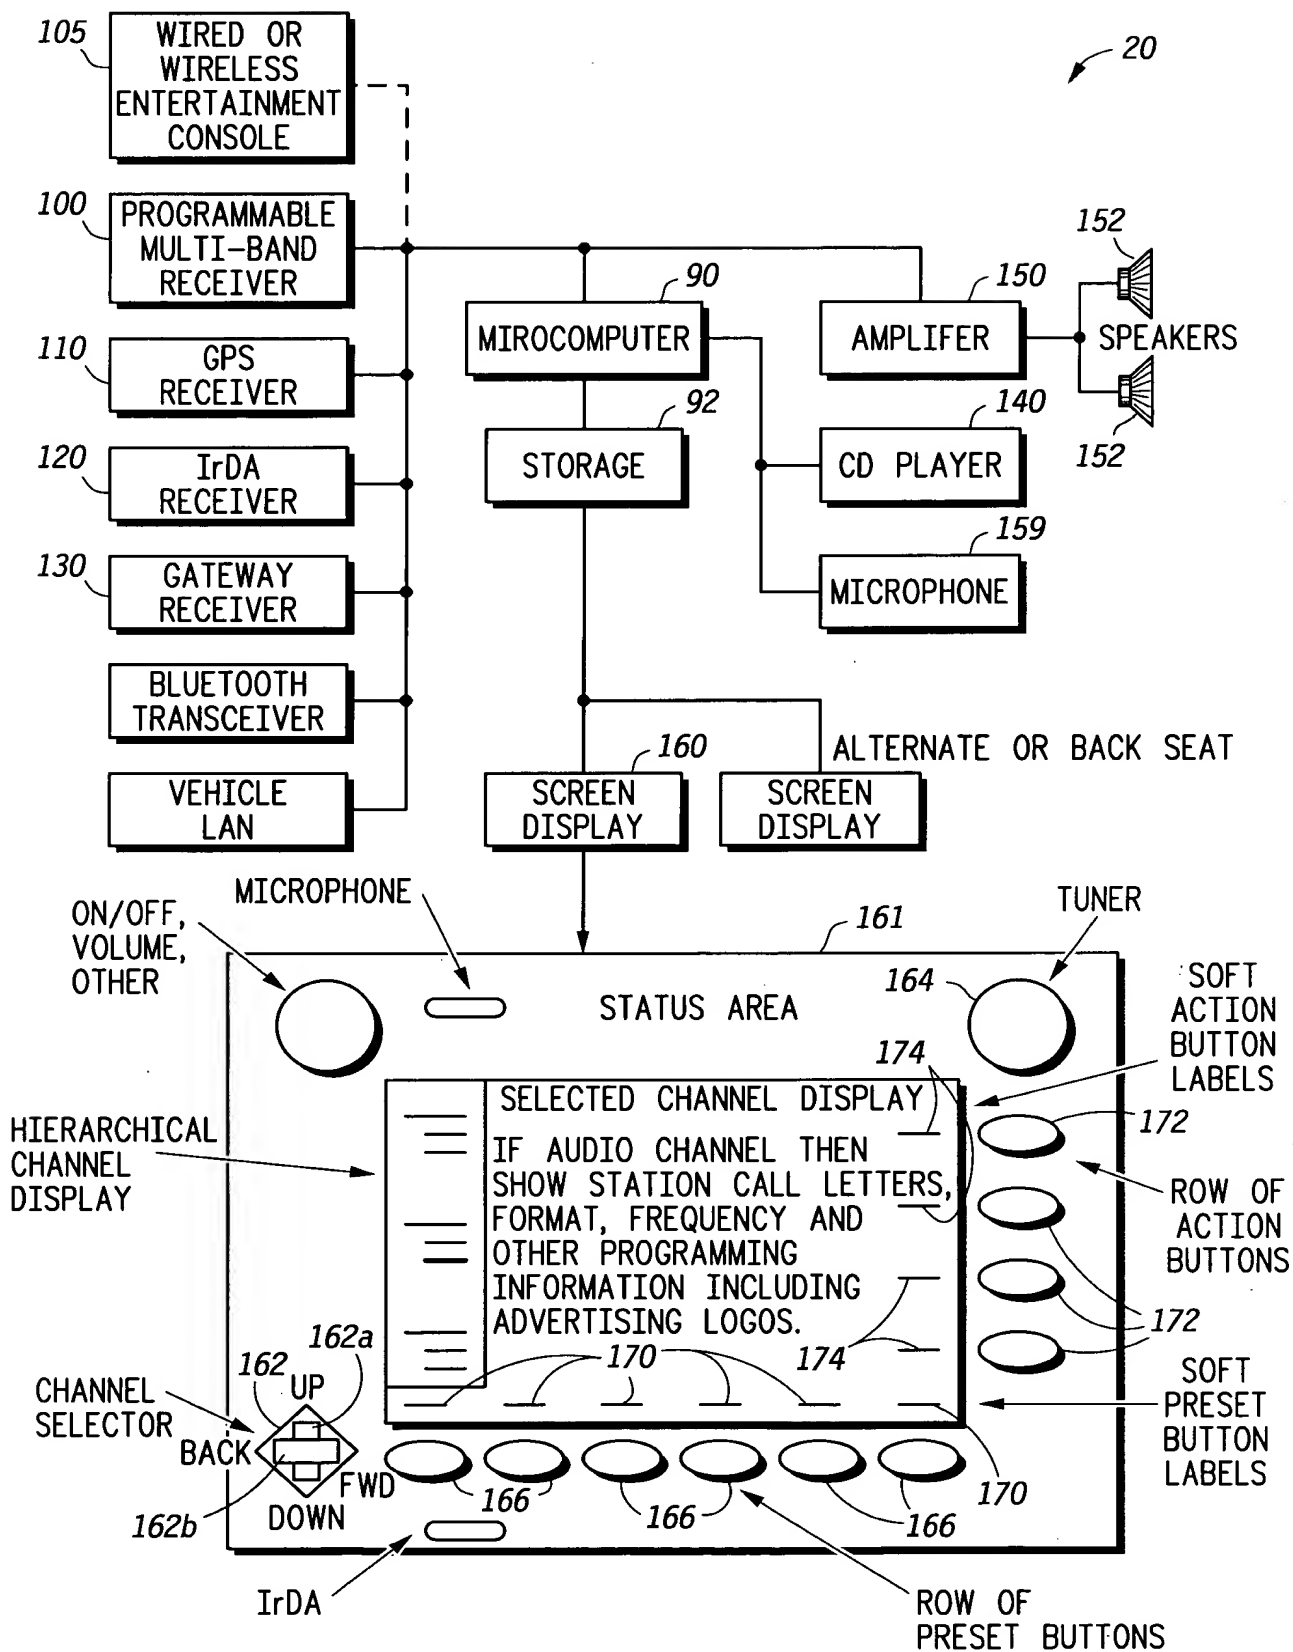 105
WIRED OR
WIRELESS
ENTERTAINMENT
CONSOLE
20
100
PROGRAMMABLE
MULTI-BAND
RECEIVER
152
90
150
MIROCOMPUTER
AMPLIFER
SPEAKERS
110
GPS
RECEIVER
92
140
152
120
IrDA
RECEIVER
STORAGE
CD PLAYER
159
130
GATEWAY
RECEIVER
MICROPHONE
BLUETOOTH
TRANSCEIVER
160
ALTERNATE OR BACK SEAT
VEHICLE
LAN
SCREEN
DISPLAY
SCREEN
DISPLAY
MICROPHONE
ON/OFF,
VOLUME,
OTHER
161
TUNER
164
STATUS AREA
SOFT
ACTION
BUTTON
LABELS
174
SELECTED CHANNEL DISPLAY
172
HIERARCHICAL
CHANNEL
DISPLAY
IF AUDIO CHANNEL THEN
SHOW STATION CALL LETTERS,
FORMAT, FREQUENCY AND
OTHER PROGRAMMING
INFORMATION INCLUDING
ADVERTISING LOGOS.
ROW OF
ACTION
BUTTONS
172
162
162a
170
174
CHANNEL
SELECTOR
UP
BACK
FWD
DOWN
162b
SOFT
PRESET
BUTTON
LABELS
166
166
166
170
IrDA
ROW OF
PRESET BUTTONS